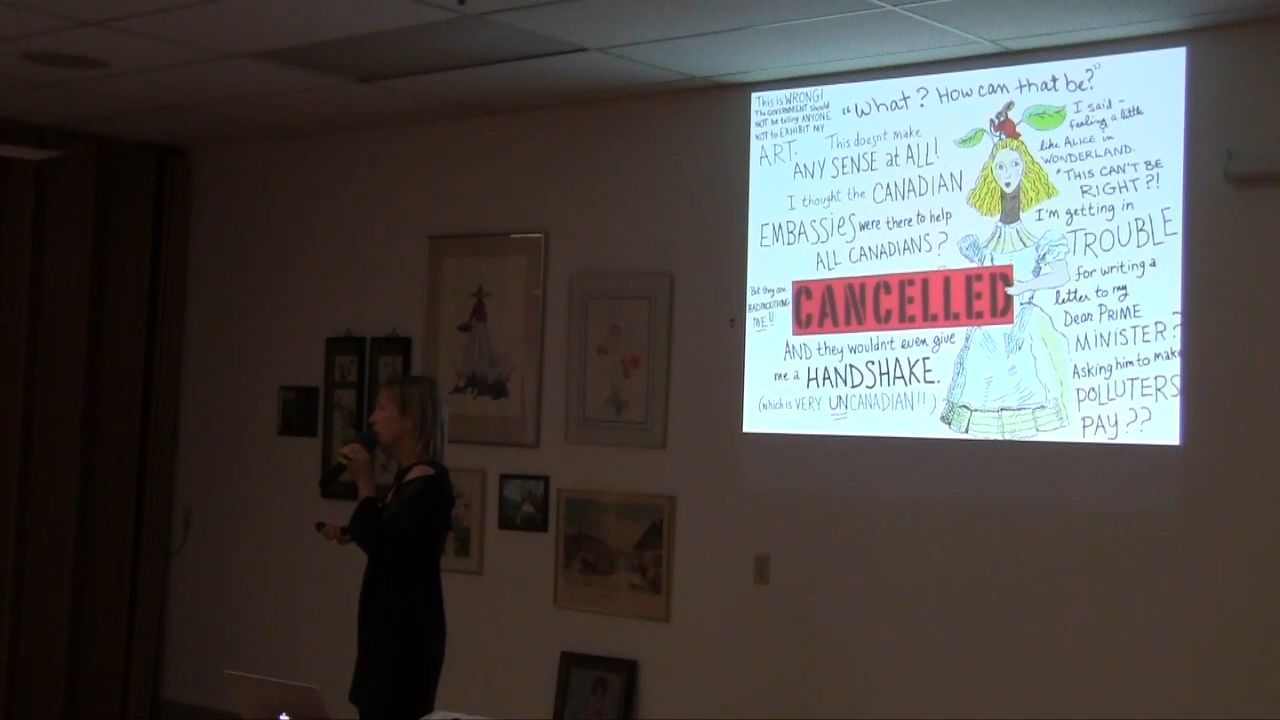 "What? How can that be?"
This is WRONG!
The GOVERNMENT should
NOT be telling ANYONE
NOT to EXHIBIT MY
ART.
This doesnt make
ANY SENSE at ALL!
I thought the CANADIAN
EMBASSIES were there to help
ALL CANADIANS?
But they are
BADMOUTHING
ME!!
CANCELLED
AND they wouldn't even give
me a HANDSHAKE.
(which is VERY UNCANADIAN!!)
I said -
feeling a little
like ALICE in
WONDERLAND.
"THIS CAN'T BE
RIGHT?!
I'm getting in
TROUBLE
for writing a
letter to my
Dear PRIME
MINISTER?
Asking him to make
POLLUTERS
PAY??